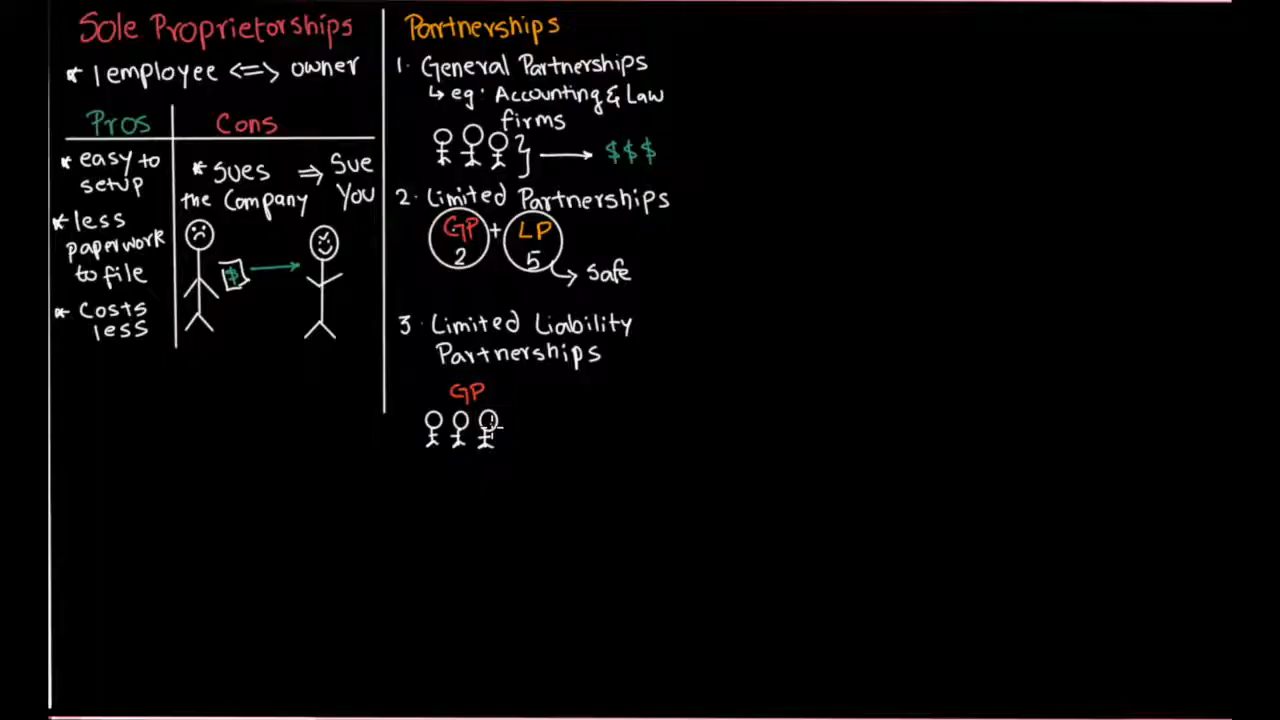 Sole Proprietorships
* 1 employee <=> owner
Pros
Cons
* easy to
setup
* less
paperwork
to file
* Costs
less
* Sues => Sue
the Company You
$
Partnerships
1. General Partnerships
↳ eg: Accounting & Law
firms
→ $$$
2. Limited Partnerships
GP + LP
2 5
→ Safe
3. Limited Liability
Partnerships
GP